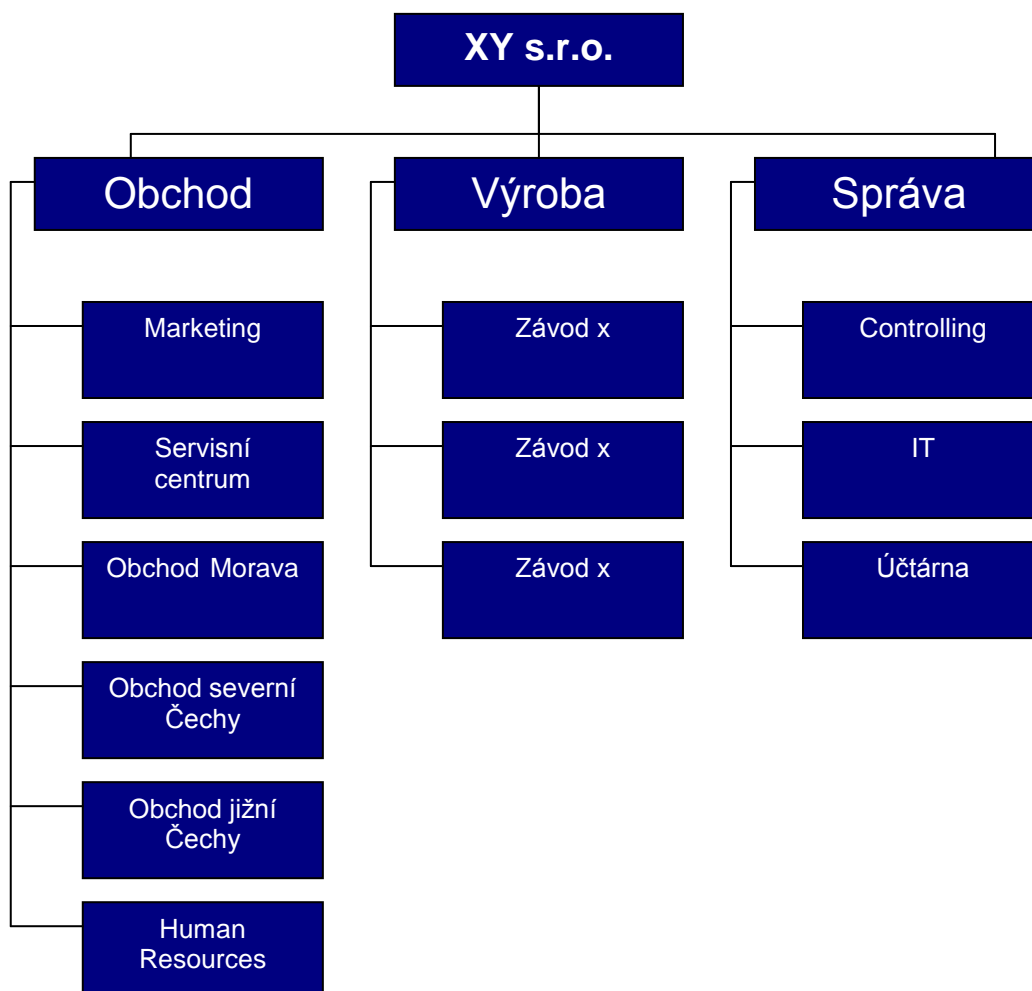 XY s.r.o.
Obchod
Výroba
Správa
Marketing
Závod x
Controlling
Servisní
centrum
Závod x
IT
Obchod Morava
Závod x
Účtárna
Obchod severní
Čechy
Obchod jižní
Čechy
Human
Resources